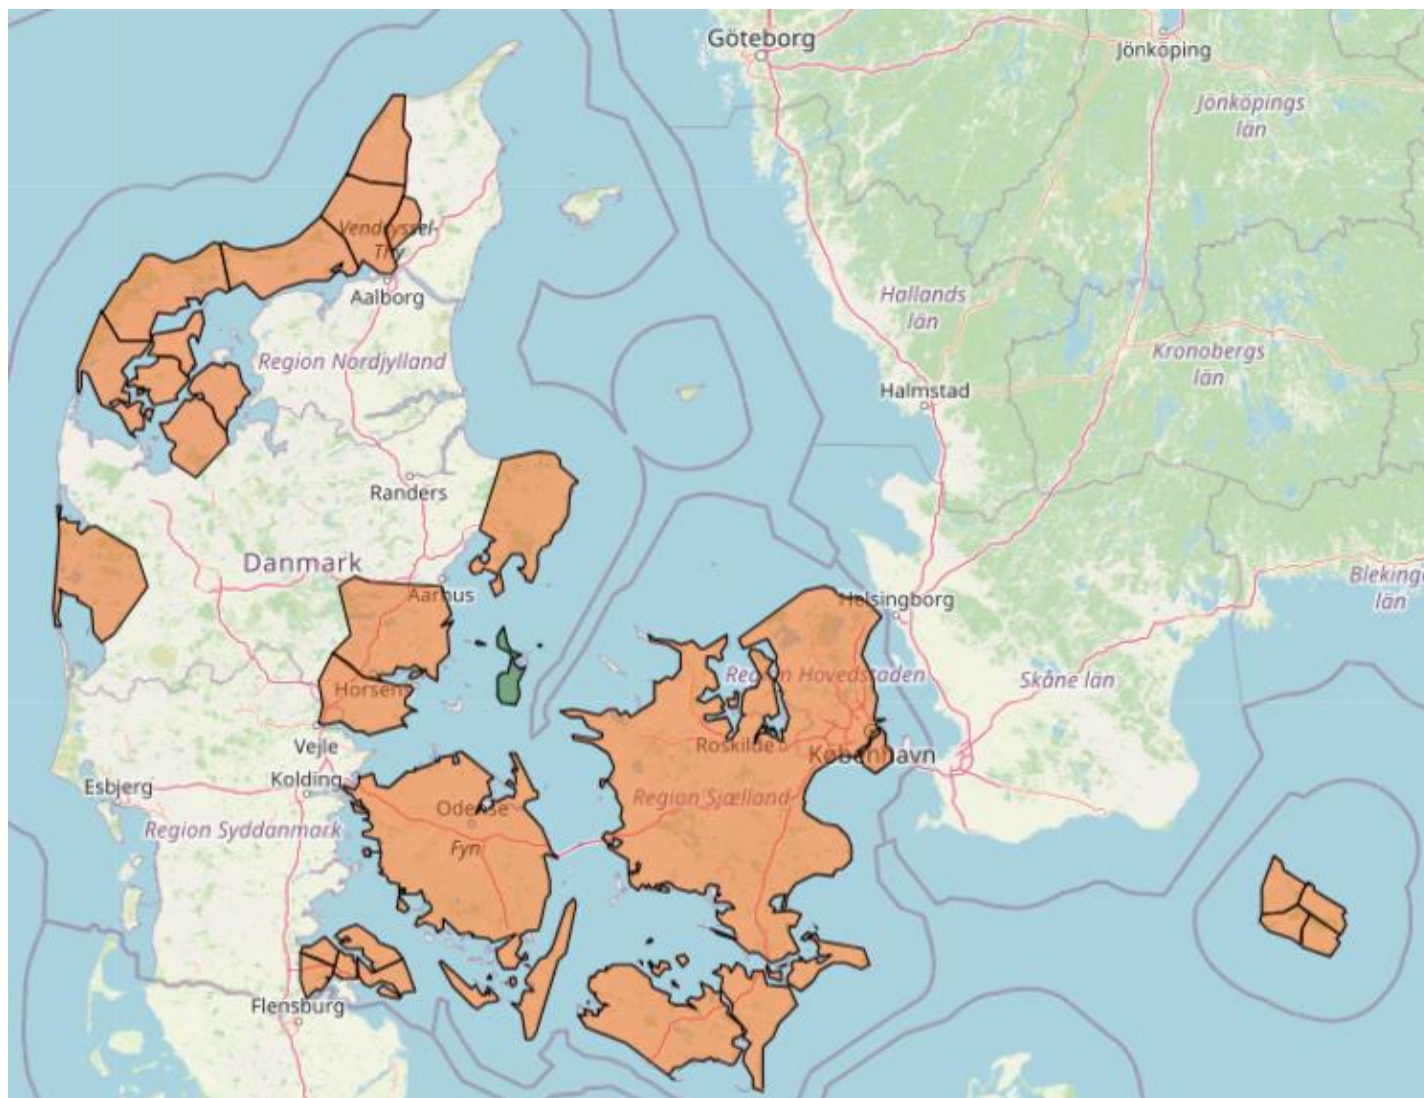 Göteborg
Jönköping
Jönköpings
län
Vendsyssel-
Thy
Aalborg
Hallands
län
Region Nordjylland
Kronobergs
län
Halmstad
Randers
Danmark
Aarhus
Helsingborg
Blekinge
län
Region Hovedstaden
Skåne län
Horsens
Vejle
Roskilde
København
Kolding
Esbjerg
Region Sjælland
Odense
Region Syddanmark
Fyn
Flensburg